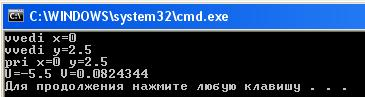 C:\WINDOWS\system32\cmd.exe
vvedi x=0
vvedi y=2.5
pri x=0 y=2.5
U=-5.5 V=0.0824344
Для продолжения нажмите любую клавишу . . .